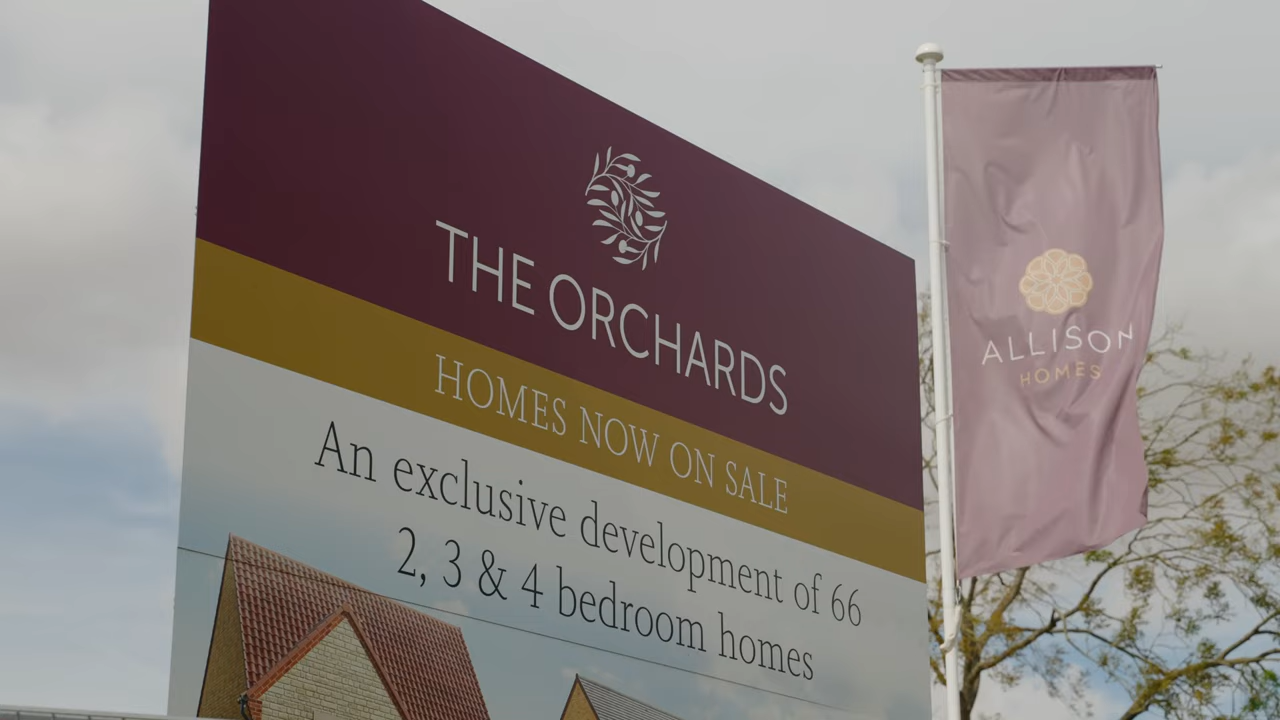 THE ORCHARDS
HOMES NOW ON SALE
An exclusive development of 66
2, 3 & 4 bedroom homes
ALLISON
HOMES